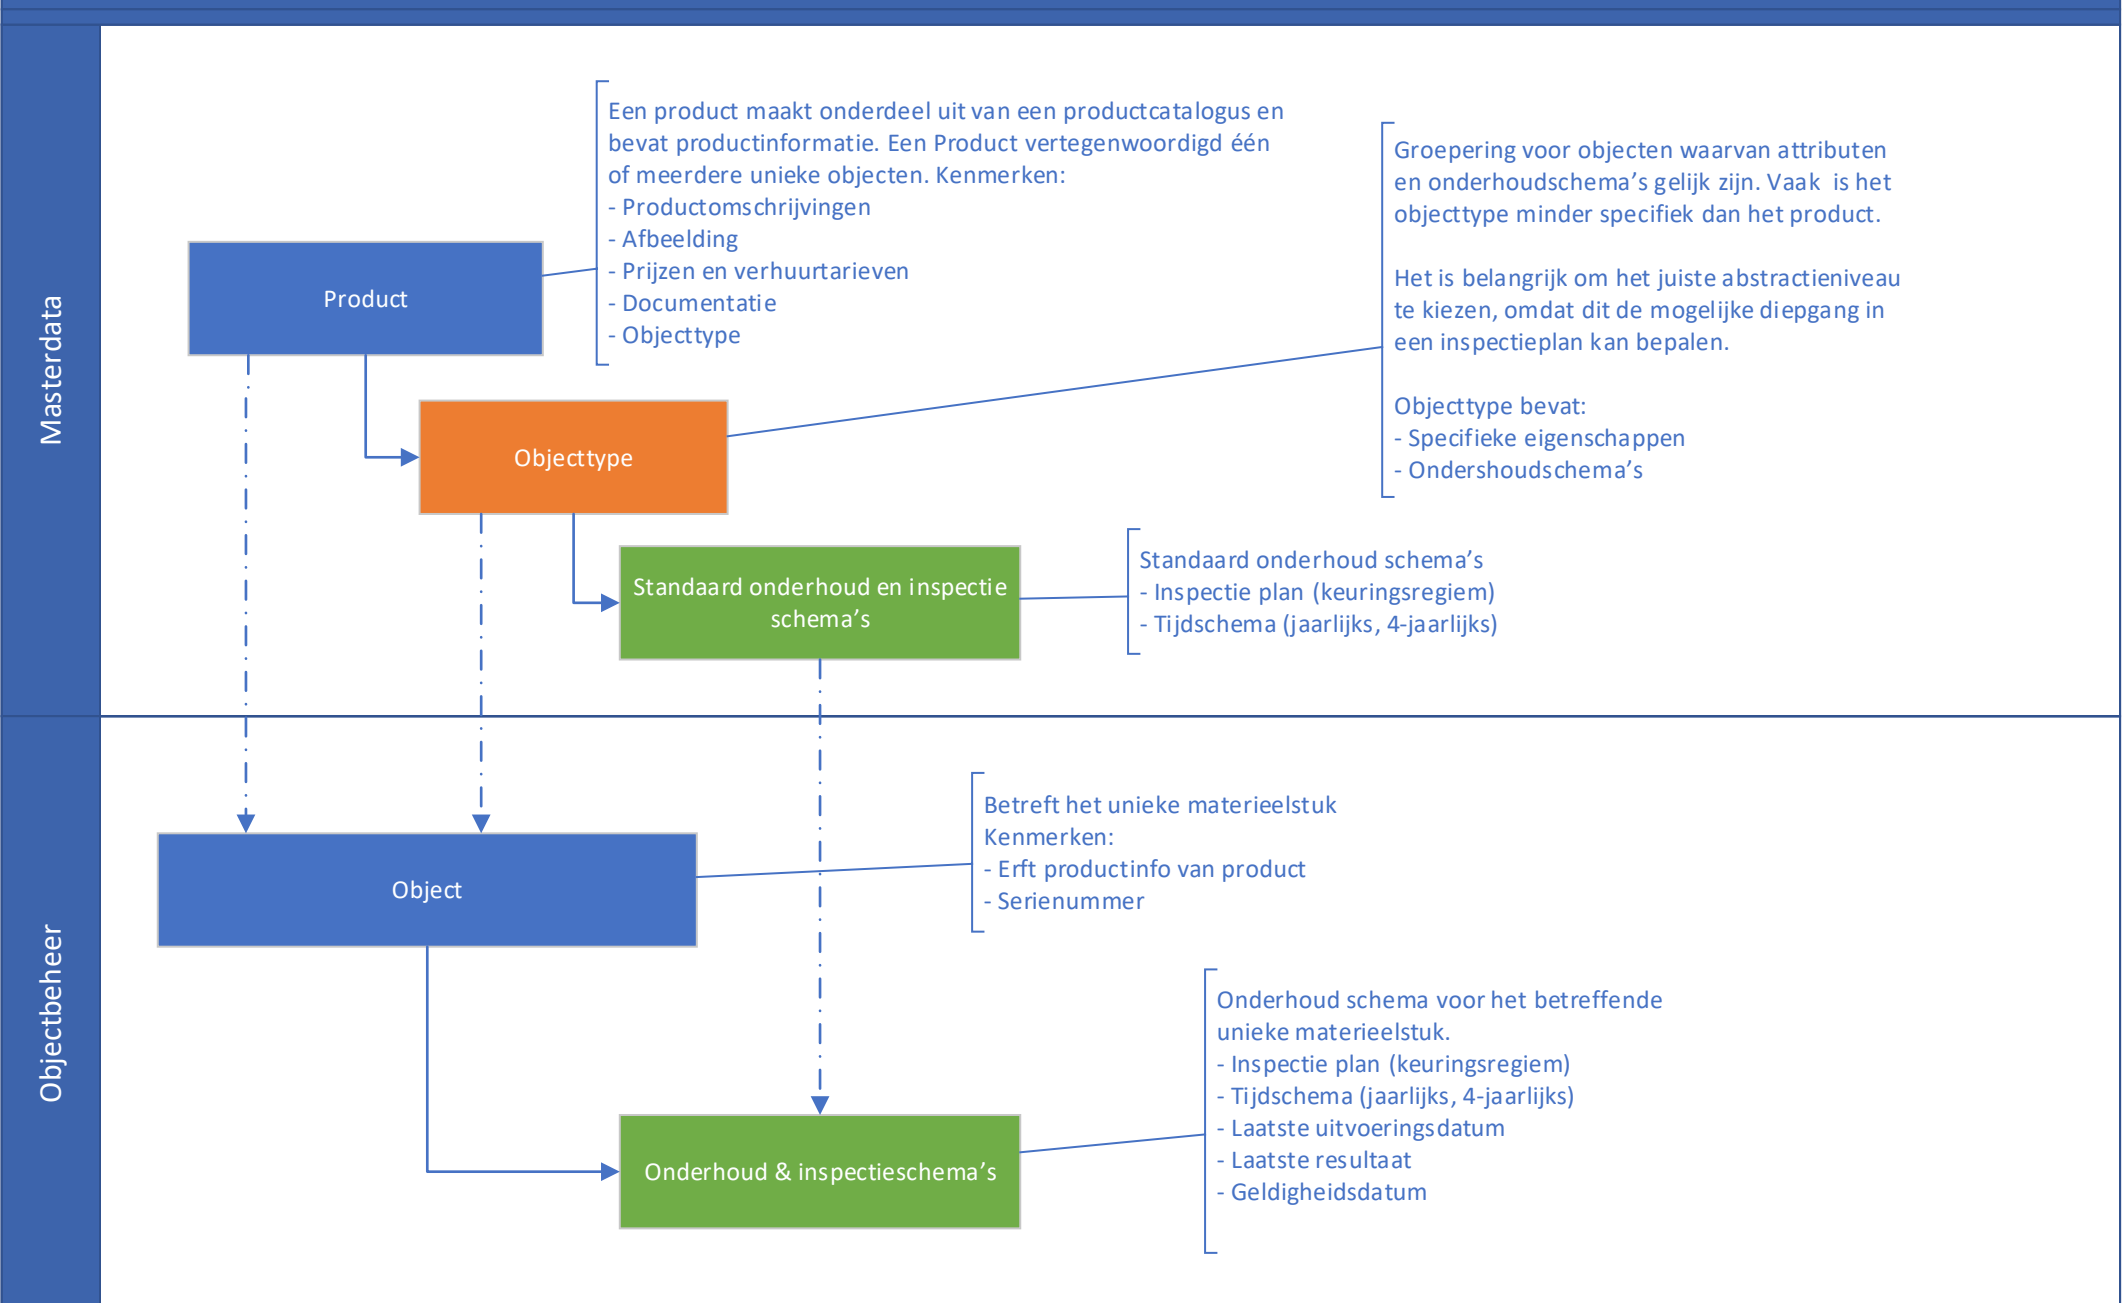 Masterdata
Een product maakt onderdeel uit van een productcatalogus en
bevat productinformatie. Een Product vertegenwoordigd één
of meerdere unieke objecten. Kenmerken:
- Productomschrijvingen
- Afbeelding
- Prijzen en verhuurtarieven
- Documentatie
- Objecttype
Groepering voor objecten waarvan attributen
en onderhoudschema’s gelijk zijn. Vaak is het
objecttype minder specifiek dan het product.
Het is belangrijk om het juiste abstractieniveau
te kiezen, omdat dit de mogelijke diepgang in
een inspectieplan kan bepalen.
Objecttype bevat:
- Specifieke eigenschappen
- Ondershoudschema’s
Product
Objecttype
Standaard onderhoud en inspectie
schema’s
Standaard onderhoud schema’s
- Inspectie plan (keuringsregiem)
- Tijdschema (jaarlijks, 4-jaarlijks)
Objectbeheer
Object
Betreft het unieke materieelstuk
Kenmerken:
- Erft productinfo van product
- Serienummer
Onderhoud & inspectieschema’s
Onderhoud schema voor het betreffende
unieke materieelstuk.
- Inspectie plan (keuringsregiem)
- Tijdschema (jaarlijks, 4-jaarlijks)
- Laatste uitvoeringsdatum
- Laatste resultaat
- Geldigheidsdatum